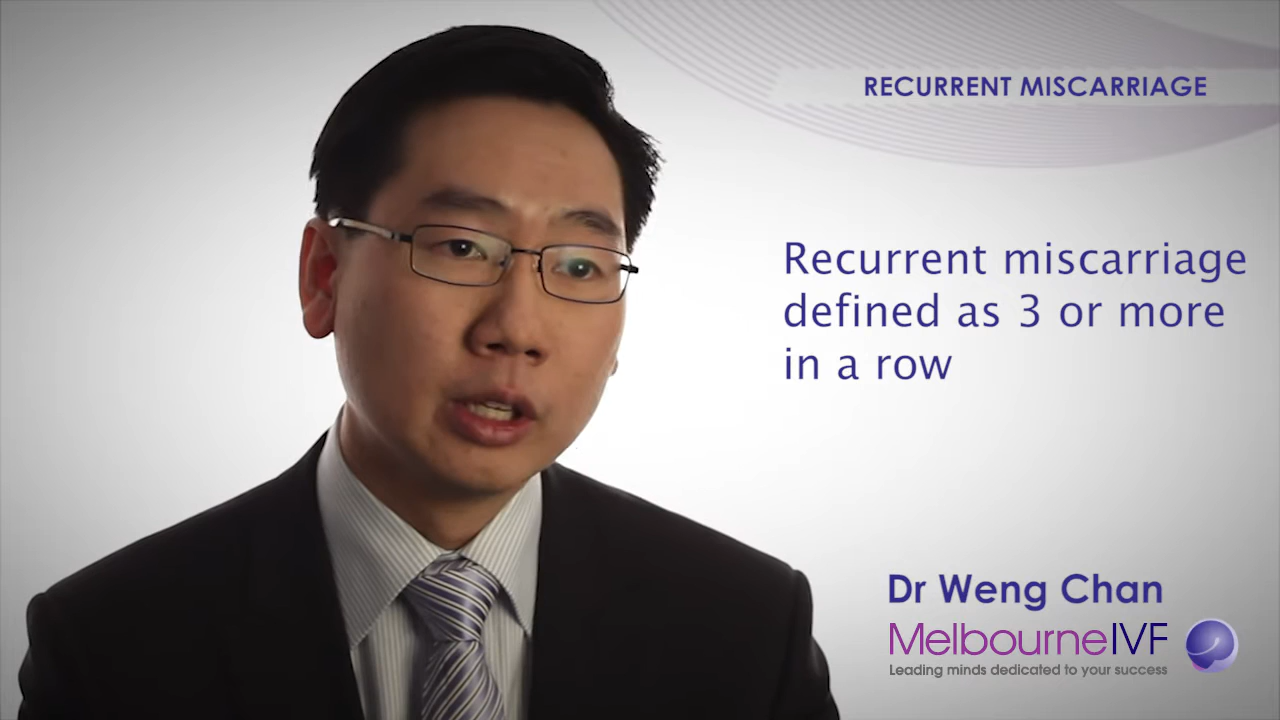 RECURRENT MISCARRIAGE
Recurrent miscarriage
defined as 3 or more
in a row
Dr Weng Chan
MelbourneIVF
Leading minds dedicated to your success